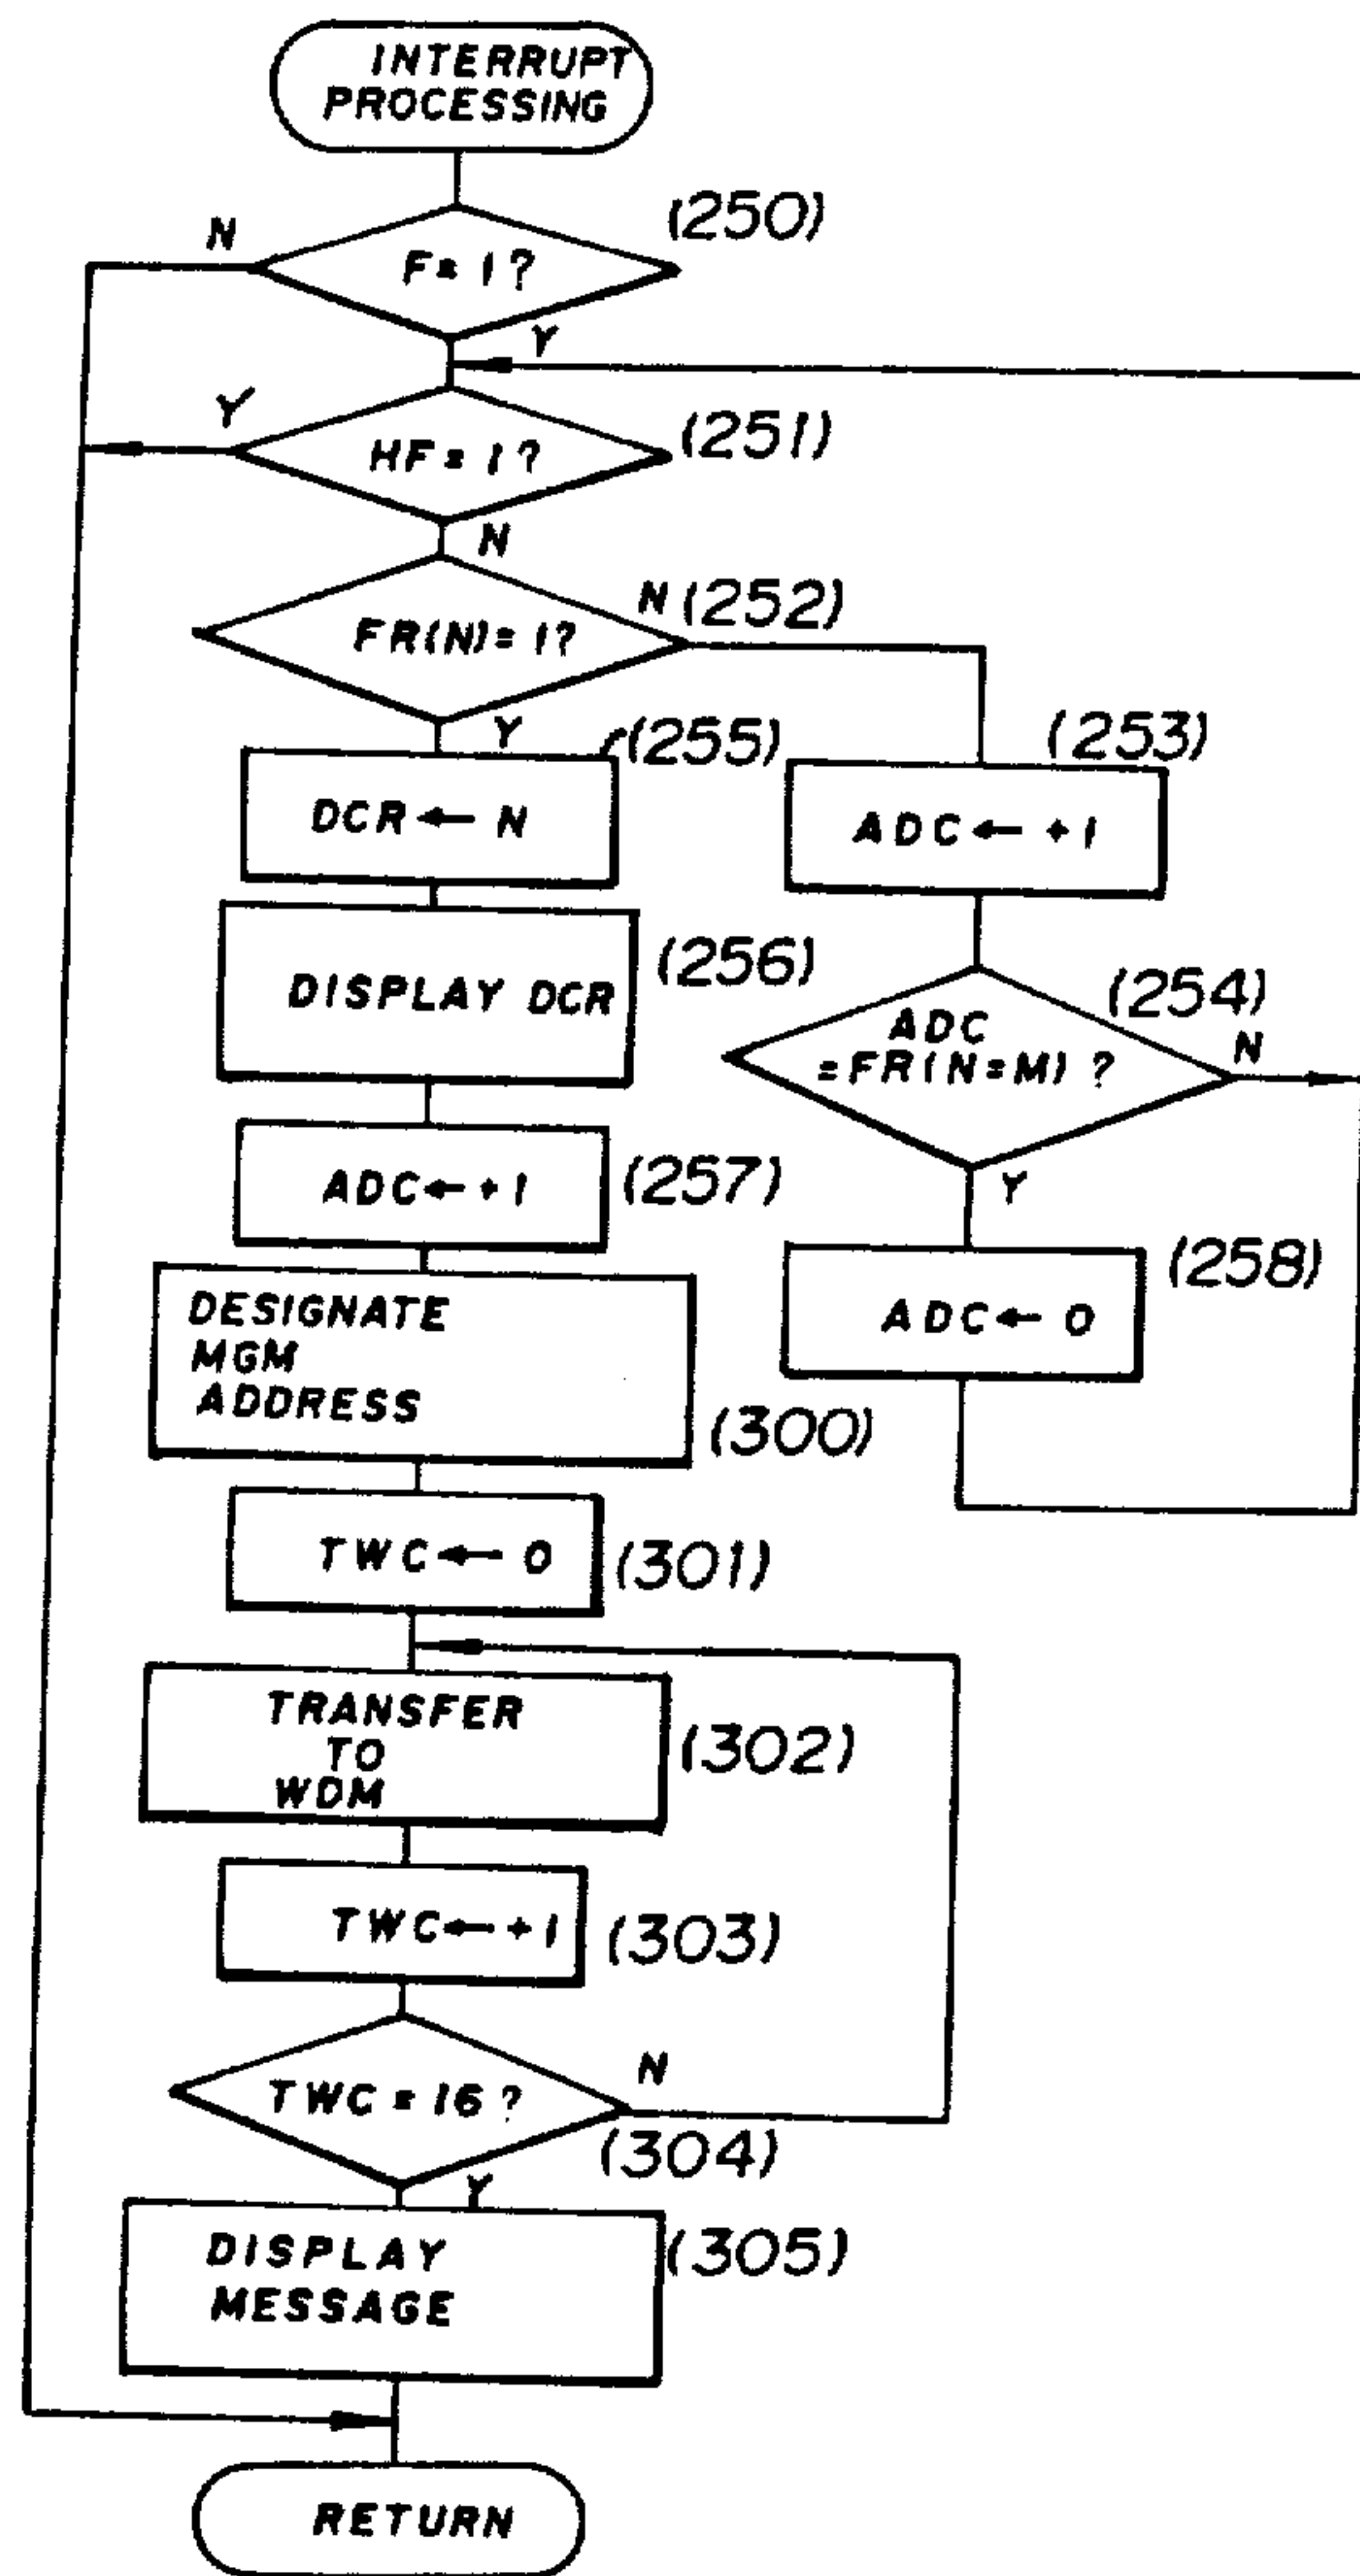 INTERRUPT
PROCESSING
(250)
N
F = 1 ?
Y
Y
(251)
HF = 1 ?
N
N (252)
FR(N) = 1?
Y
(255)
(253)
DCR ← N
ADC ← +1
(256)
DISPLAY DCR
(254)
ADC
=FR(N=M) ?
N
Y
ADC ← +1
(257)
(258)
ADC ← 0
DESIGNATE
MGM
ADDRESS
(300)
TWC ← 0
(301)
TRANSFER
TO
WDM
(302)
TWC ← +1
(303)
N
TWC = 16 ?
(304)
Y
DISPLAY
MESSAGE
(305)
RETURN